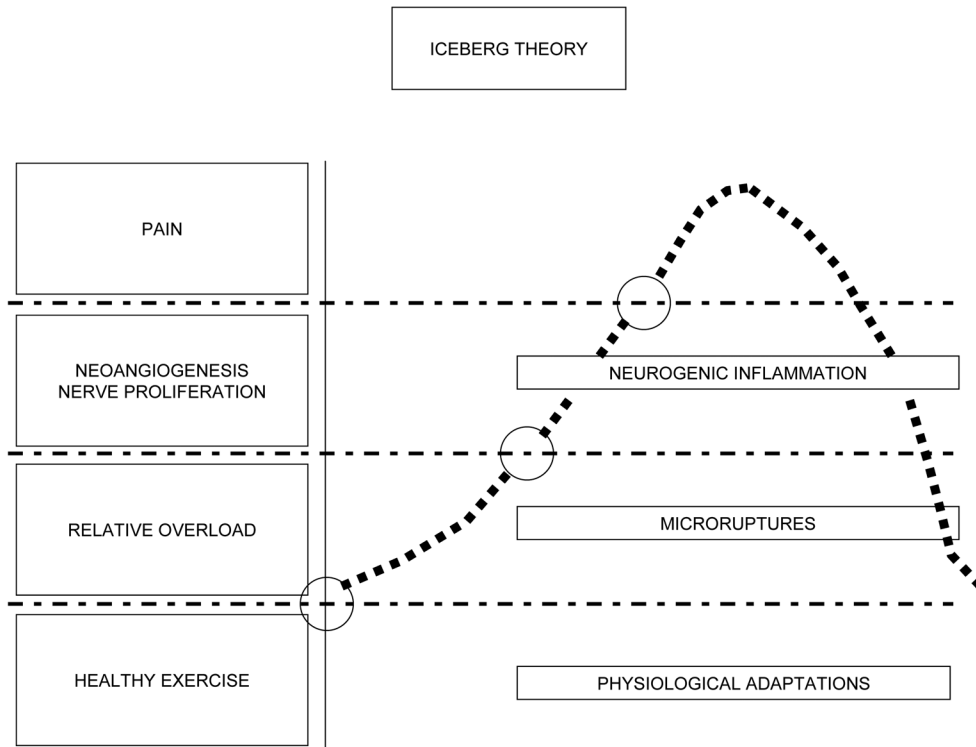 ICEBERG THEORY
PAIN
NEOANGIOGENESIS
NERVE PROLIFERATION
NEUROGENIC INFLAMMATION
RELATIVE OVERLOAD
MICRORUPTURES
HEALTHY EXERCISE
PHYSIOLOGICAL ADAPTATIONS